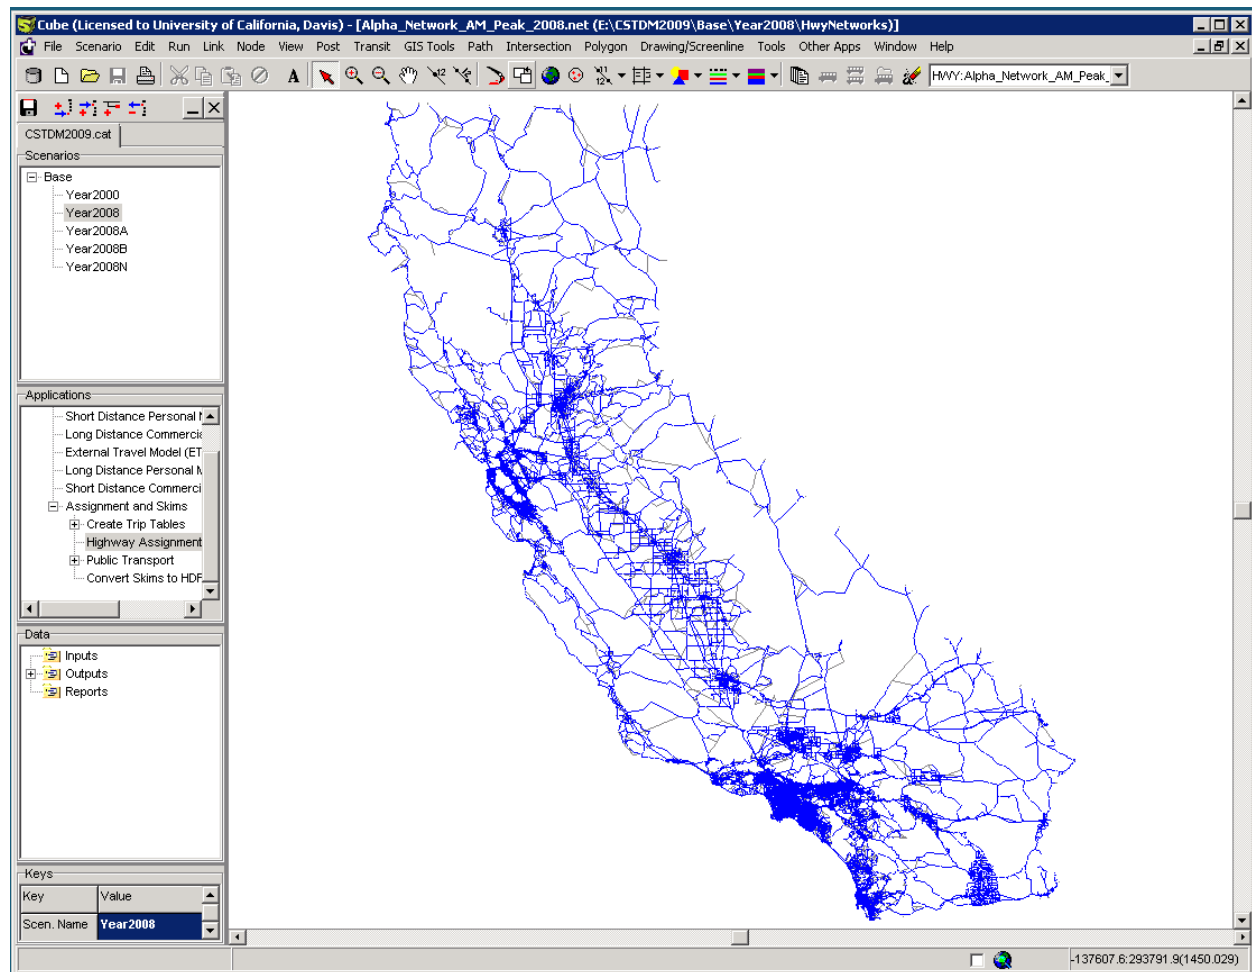 Cube (Licensed to University of California, Davis) - [Alpha_Network_AM_Peak_2008.net (E:\CSTDM2009\Base\Year2008\HwyNetworks)]
File Scenario Edit Run Link Node View Post Transit GIS Tools Path Intersection Polygon Drawing/Screenline Tools Other Apps Window Help
A HWY:Alpha_Network_AM_Peak_
CSTDM2009.cat
Scenarios
Base
Year2000
Year2008
Year2008A
Year2008B
Year2008N
Applications
Short Distance Personal
Long Distance Commercia
External Travel Model (ET
Long Distance Personal
Short Distance Commerci
Assignment and Skims
Create Trip Tables
Highway Assignment
Public Transport
Convert Skims to HDF
Data
Inputs
Outputs
Reports
Keys
Key Value
Scen. Name Year2008
-137607.6:293791.9(1450.029)